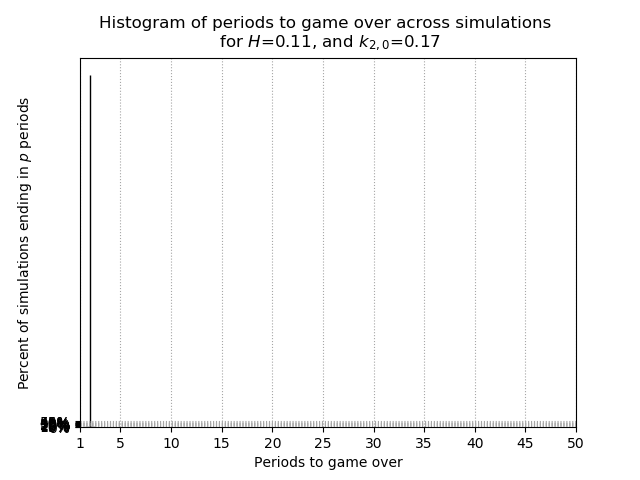 Histogram of periods to game over across simulations
for H=0.11, and k2,0=0.17
Percent of simulations ending in p periods
1 5 10 15 20 25 30 35 40 45 50
Periods to game over